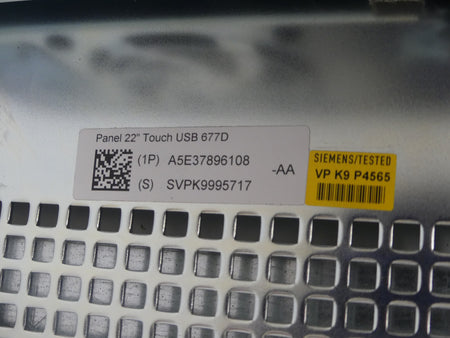 Panel 22" Touch USB 677D
(1P) A5E37896108
-AA
(S) SVPK9995717
SIEMENS/TESTED
VP K9 P4565